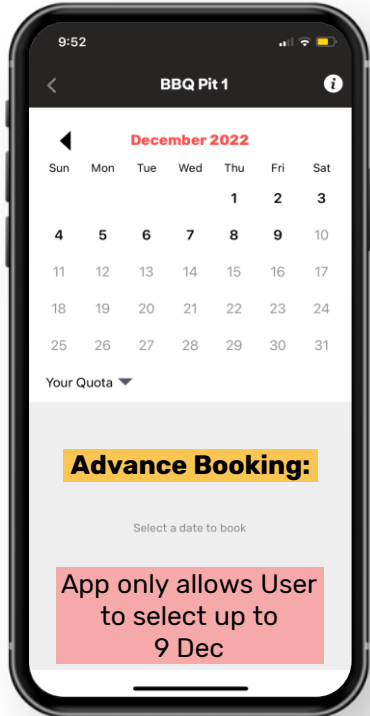 9:52
BBQ Pit 1
December 2022
Sun Mon Tue Wed Thu Fri Sat
1 2 3
4 5 6 7 8 9 10
11 12 13 14 15 16 17
18 19 20 21 22 23 24
25 26 27 28 29 30 31
Your Quota
Advance Booking:
Select a date to book
App only allows User
to select up to
9 Dec